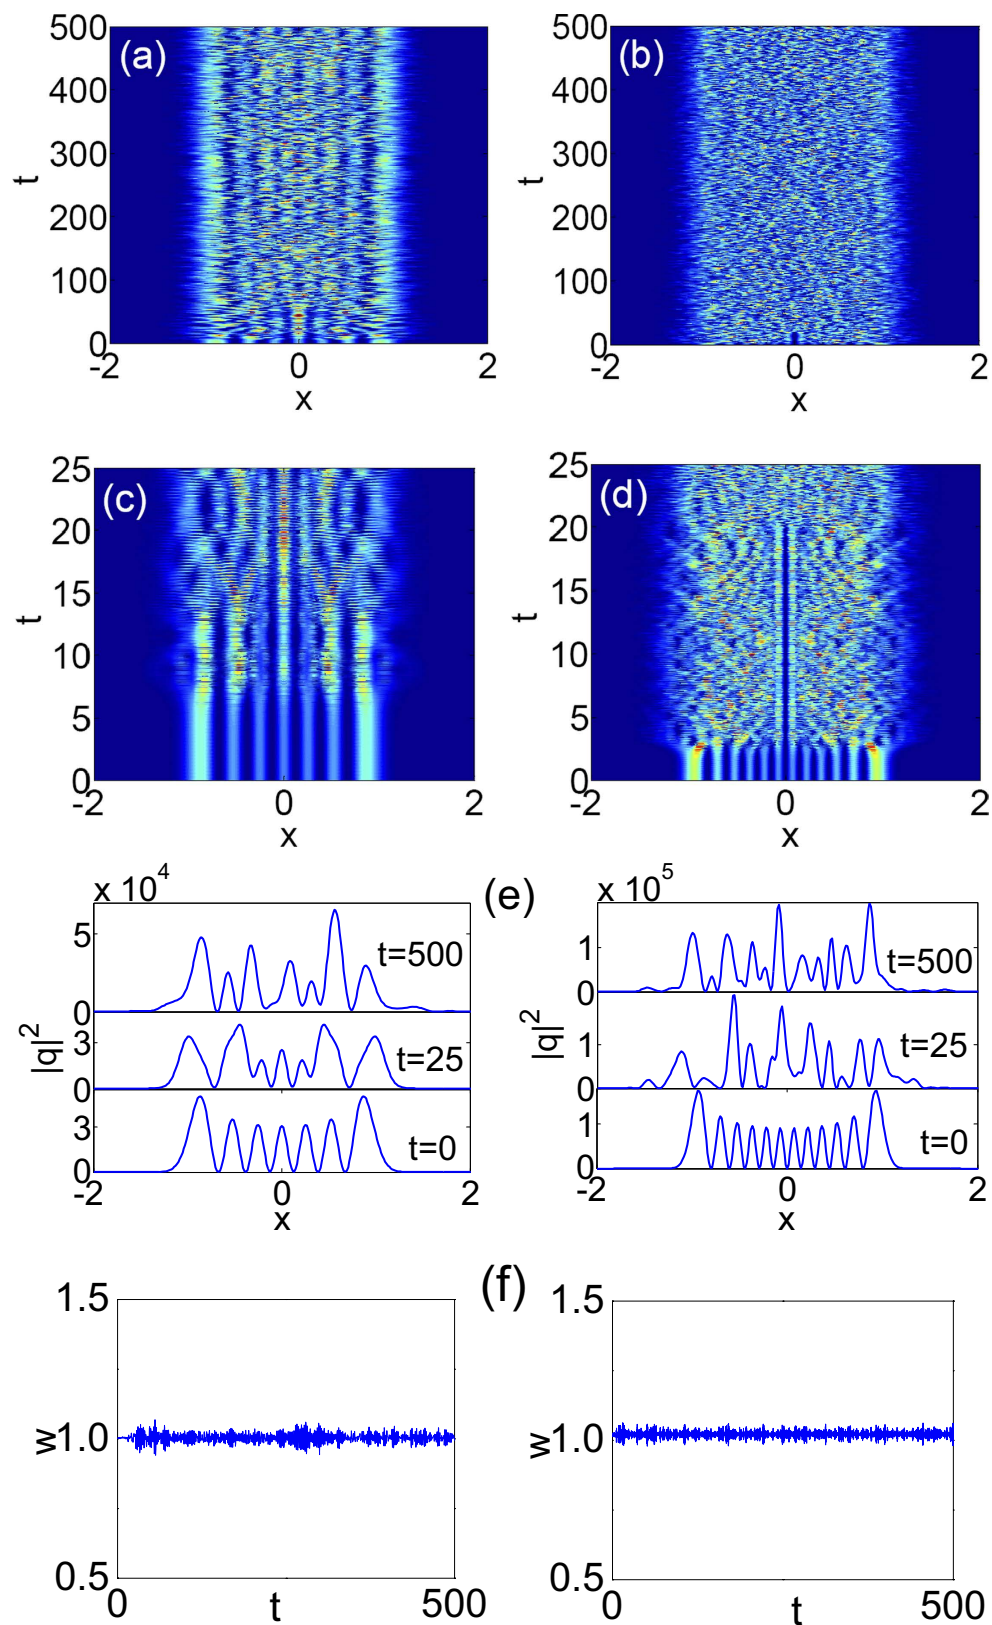 500 (a) 500 (b)
400 400
300 300
t t
200 200
100 100
0 0
-2 0 2 -2 0 2
x x
25 (c) 25 (d)
20 20
15 15
t t
10 10
5 5
0 0
-2 0 2 -2 0 2
x x
x 10^4 (e) x 10^5
5 t=500 1 t=500
0 0
|q|^2 3 t=25 |q|^2 1 t=25
0 0
3 t=0 1 t=0
0 0
-2 0 2 -2 0 2
x x
(f)
1.5 1.5
w 1.0 w 1.0
0.5 0.5
0 t 500 0 t 500